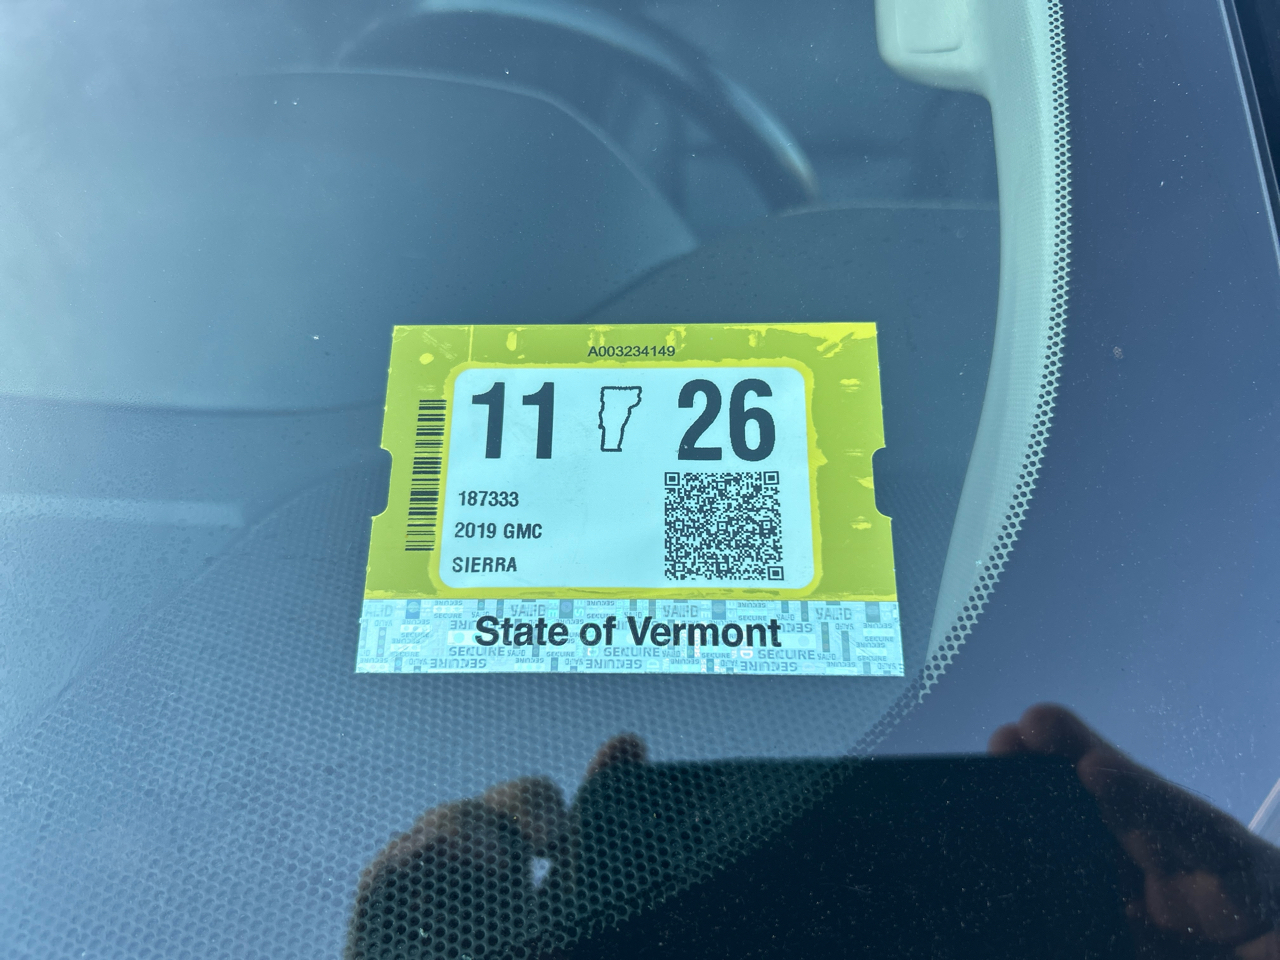 A003234149
11 26
187333
2019 GMC
SIERRA
State of Vermont